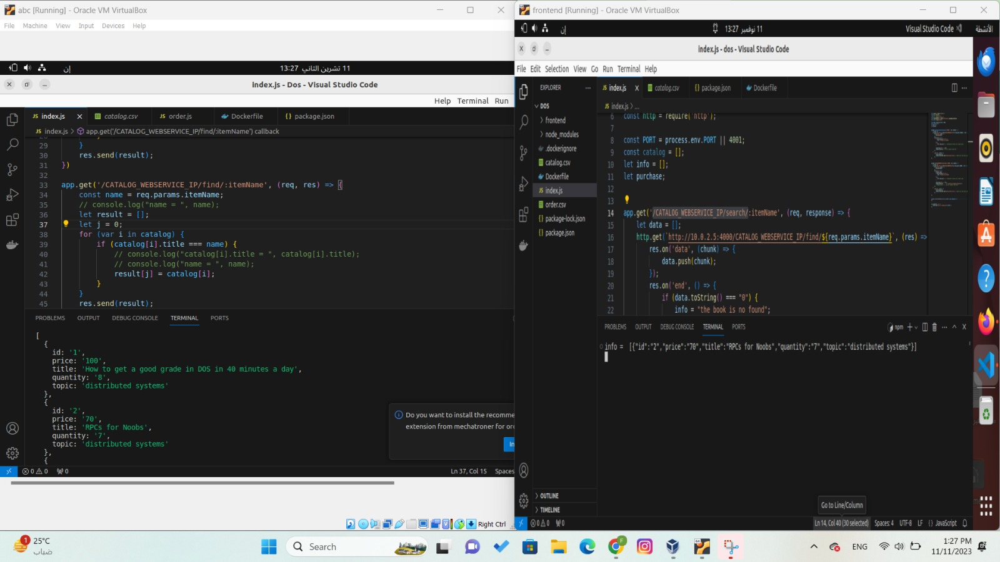 abc [Running] - Oracle VM VirtualBox
File Machine View Input Devices Help
إن
11 تشرين الثاني 13:27
index.js - Dos - Visual Studio Code
Help Terminal Run
JS index.js
catalog.csv
JS order.js
Dockerfile
{} package.json
JS index.js > app.get('/CATALOG_WEBSERVICE_IP/find/:itemName') callback
29 }
30 res.send(result);
31 })
32
33 app.get('/CATALOG_WEBSERVICE_IP/find/:itemName', (req, res) => {
34 const name = req.params.itemName;
35 // console.log("name = ", name);
36 let result = [];
37 let j = 0;
38 for (var i in catalog) {
39 if (catalog[i].title === name) {
40 // console.log("catalog[i].title = ", catalog[i].title);
41 // console.log("name = ", name);
42 result[j] = catalog[i];
43 }
44 }
45 res.send(result);
PROBLEMS OUTPUT DEBUG CONSOLE TERMINAL PORTS
[
{
id: '1',
price: '100',
title: 'How to get a good grade in DOS in 40 minutes a day',
quantity: '8',
topic: 'distributed systems'
},
{
id: '2',
price: '70',
title: 'RPCs for Noobs',
quantity: '7',
topic: 'distributed systems'
},
{
Do you want to install the recomme
extension from mechatroner for or
In
0 0 0
Ln 37, Col 15 Spaces
Right Ctrl
frontend [Running] - Oracle VM VirtualBox
إن
11 نوفمبر 13:27
Visual Studio Code
الأنشطة
index.js - dos - Visual Studio Code
File Edit Selection View Go Run Terminal Help
EXPLORER ...
DOS
frontend
node_modules
.dockerignore
catalog.csv
Dockerfile
JS index.js
order.csv
{} package-lock.json
{} package.json
OUTLINE
TIMELINE
JS index.js
catalog.csv
{} package.json
Dockerfile
JS index.js > ...
6 const http = require('http');
7
8 const PORT = process.env.PORT || 4001;
9 const catalog = [];
10 let info = [];
11 let purchase;
12
13
14 app.get('/CATALOG_WEBSERVICE_IP/search/:itemName', (req, response) => {
15 let data = [];
16 http.get(`http://10.0.2.5:4000/CATALOG_WEBSERVICE_IP/find/${req.params.itemName}`, (res) =>
17 res.on('data', (chunk) => {
18 data.push(chunk);
19 });
20 res.on('end', () => {
21 if (data.toString() === "0") {
22 info = "the book is no found";
PROBLEMS OUTPUT DEBUG CONSOLE TERMINAL PORTS
npm
info = [{"id":"2","price":"70","title":"RPCs for Noobs","quantity":"7","topic":"distributed systems"}]
Go to Line/Column
0 0 0
Ln 14, Col 40 (30 selected) Spaces: 4 UTF-8 LF {} JavaScript
1
25°C
ضباب
Search
F
ENG
1:27 PM
11/11/2023